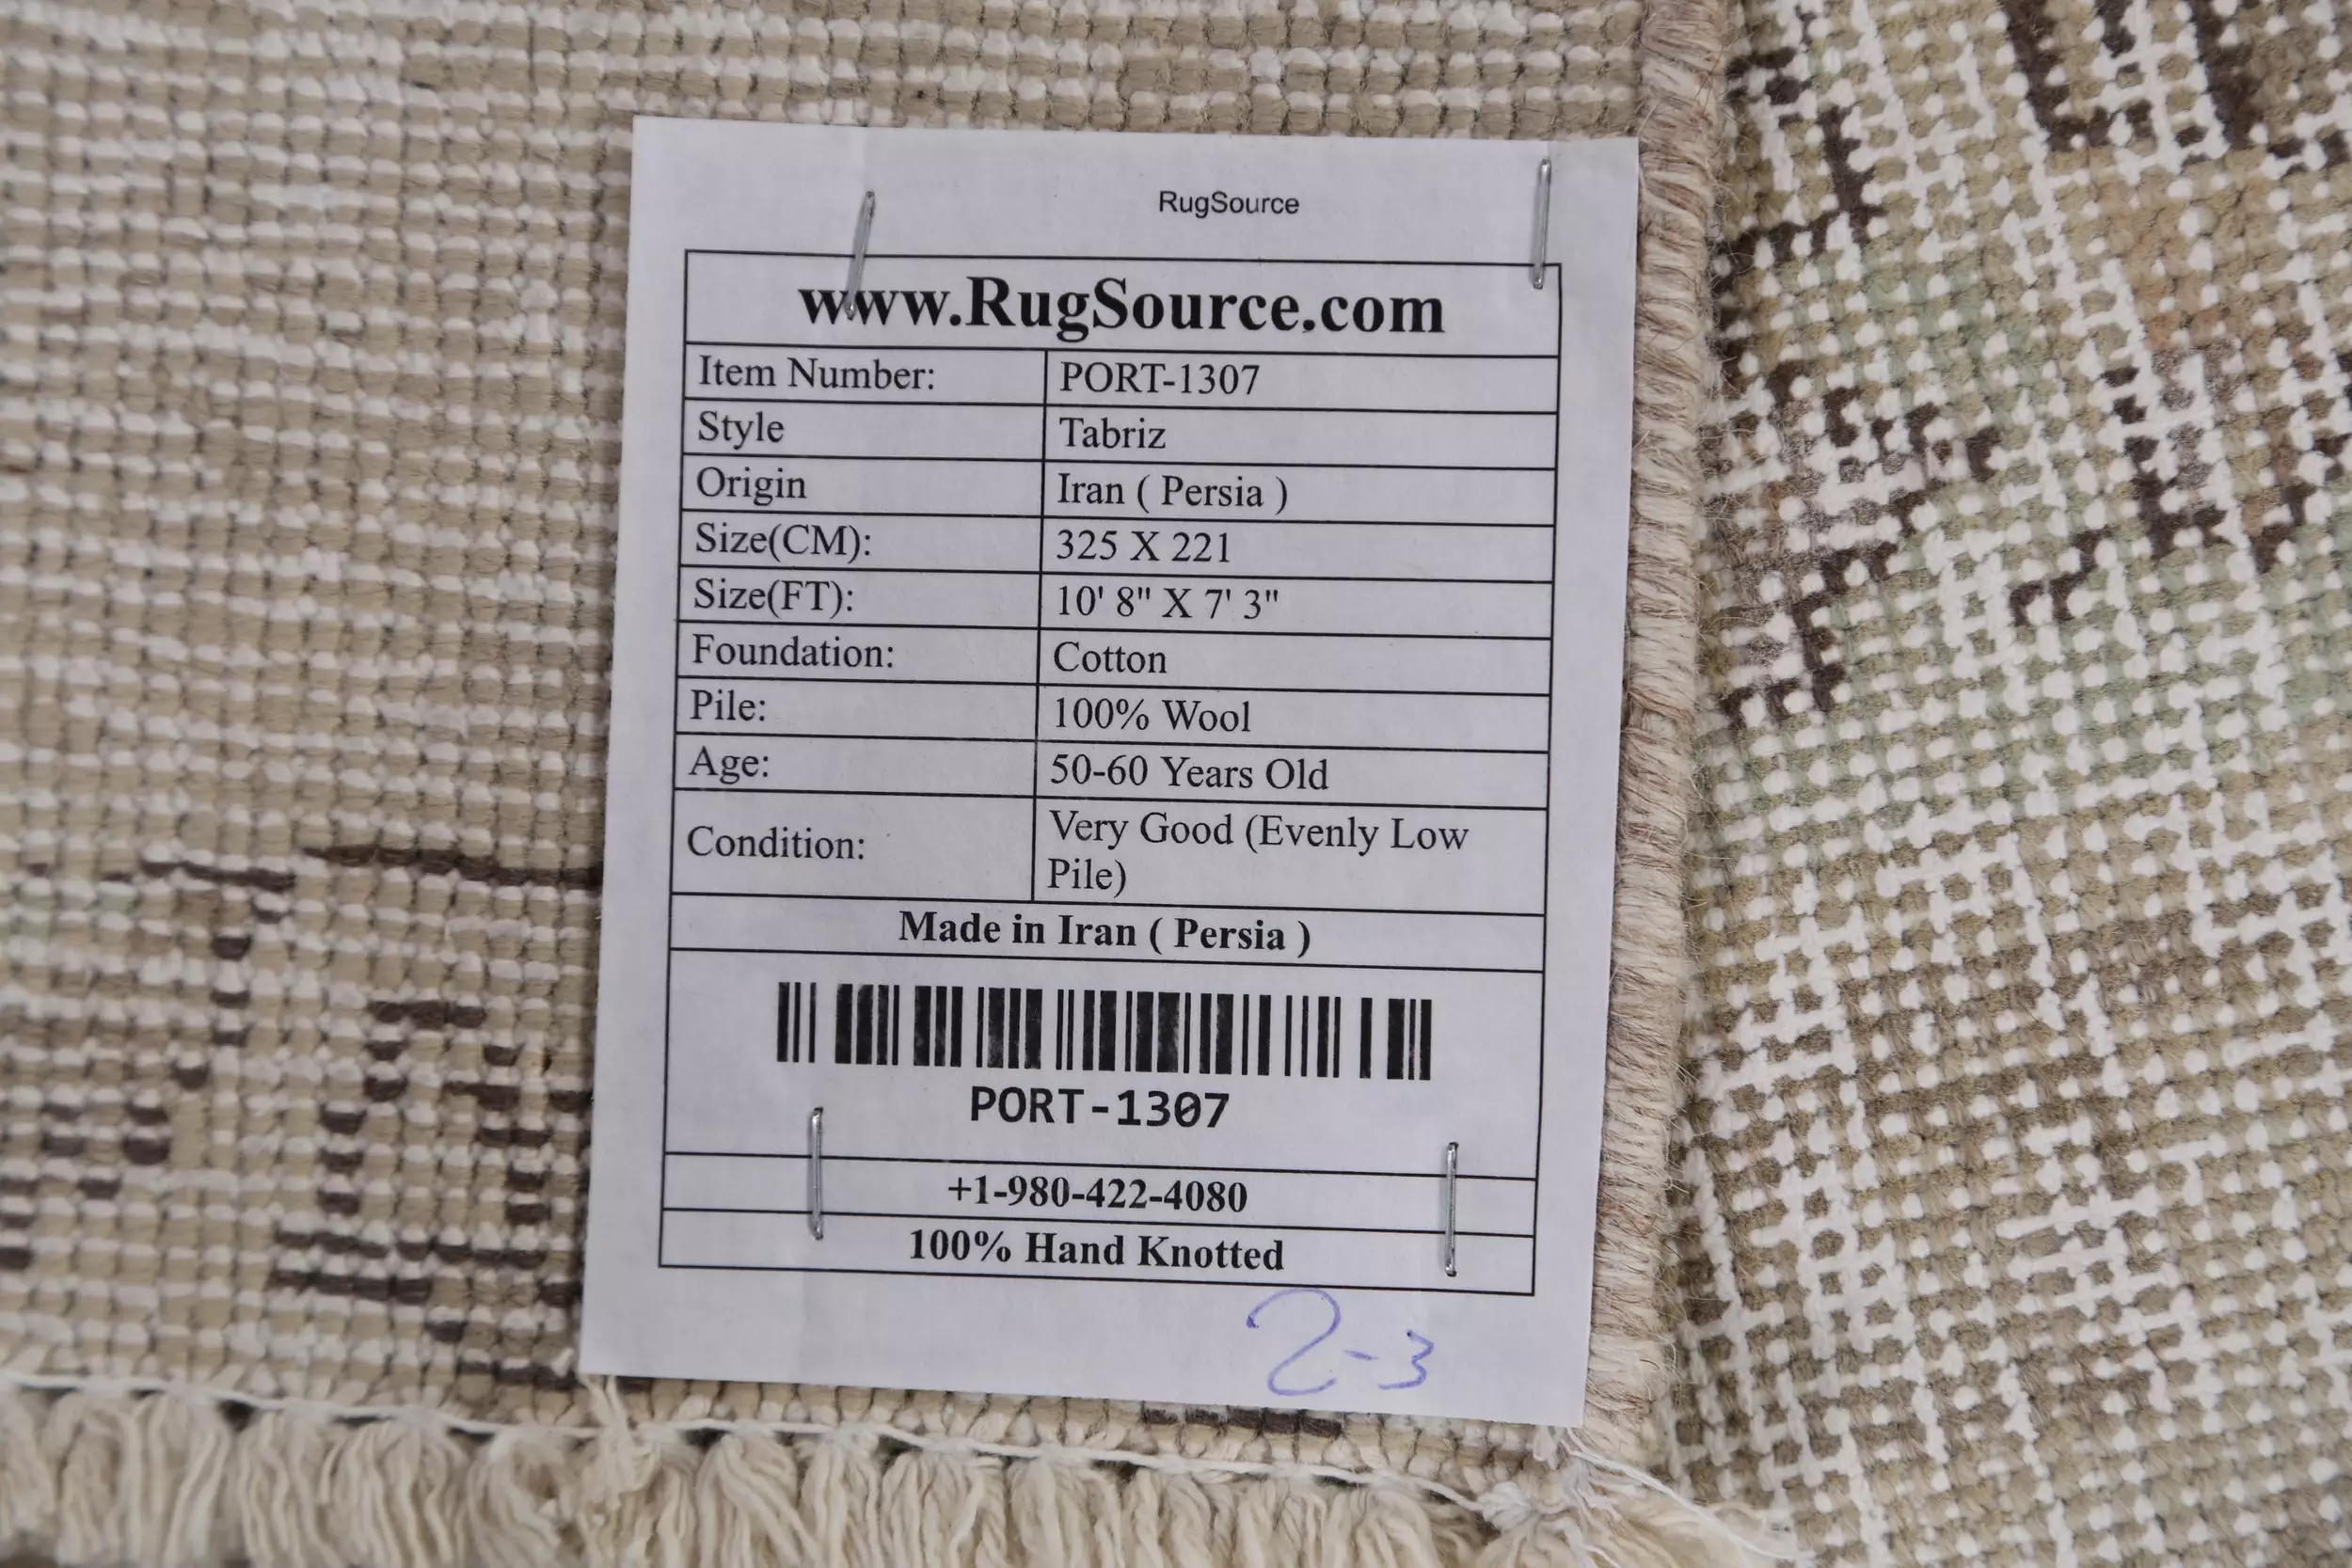 RugSource
www.RugSource.com
Item Number: PORT-1307
Style Tabriz
Origin Iran ( Persia )
Size(CM): 325 X 221
Size(FT): 10' 8" X 7' 3"
Foundation: Cotton
Pile: 100% Wool
Age: 50-60 Years Old
Condition: Very Good (Evenly Low
Pile)
Made in Iran ( Persia )
PORT-1307
+1-980-422-4080
100% Hand Knotted
2-3